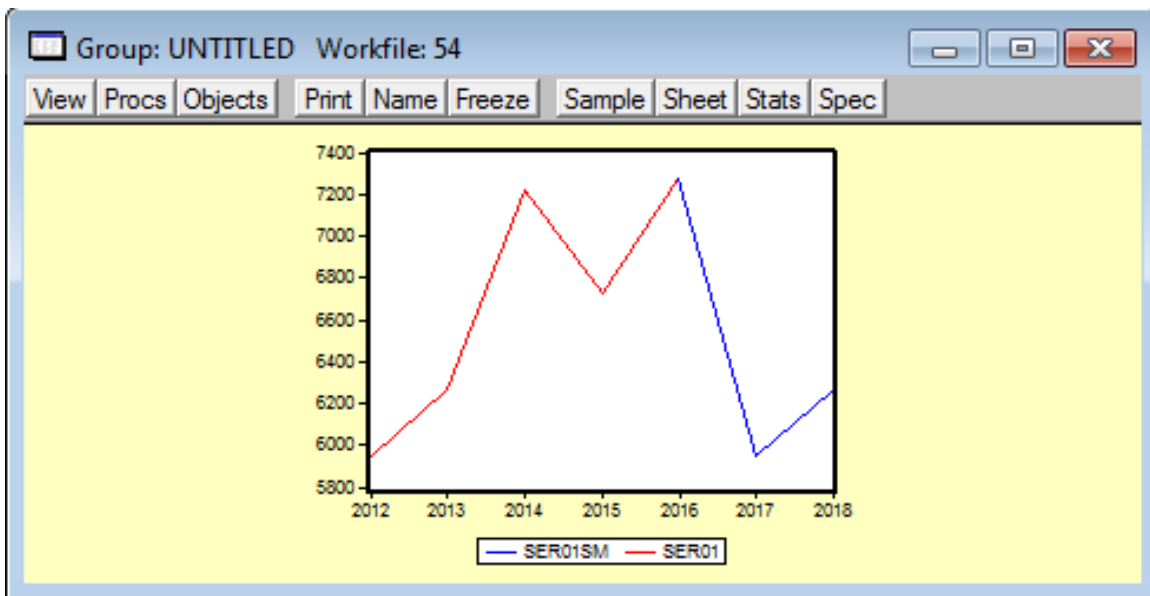 Group: UNTITLED Workfile: 54
View Procs Objects Print Name Freeze Sample Sheet Stats Spec
7400
7200
7000
6800
6600
6400
6200
6000
5800
2012 2013 2014 2015 2016 2017 2018
SER01SM SER01